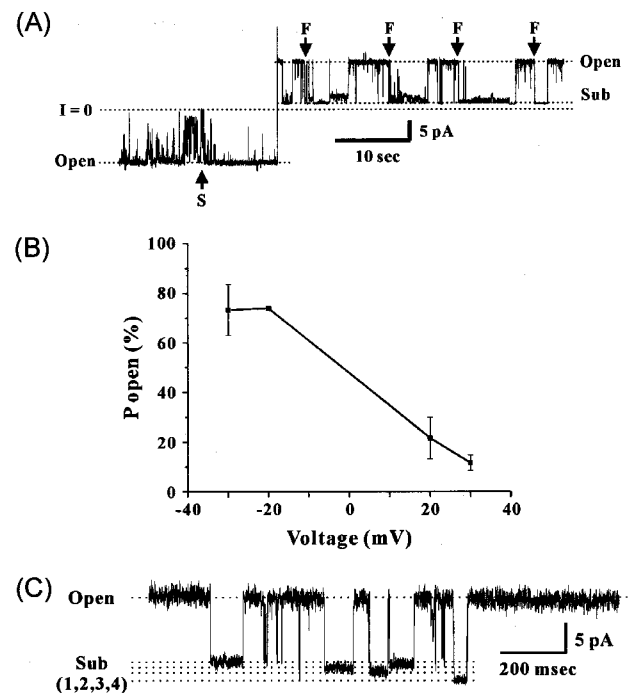 (A)
F F F F
Open
Sub
I = 0
5 pA
10 sec
Open
S
(B)
100
80
60
40
20
0
P open (%)
-40 -20 0 20 40
Voltage (mV)
(C)
Open
5 pA
Sub
200 msec
(1,2,3,4)